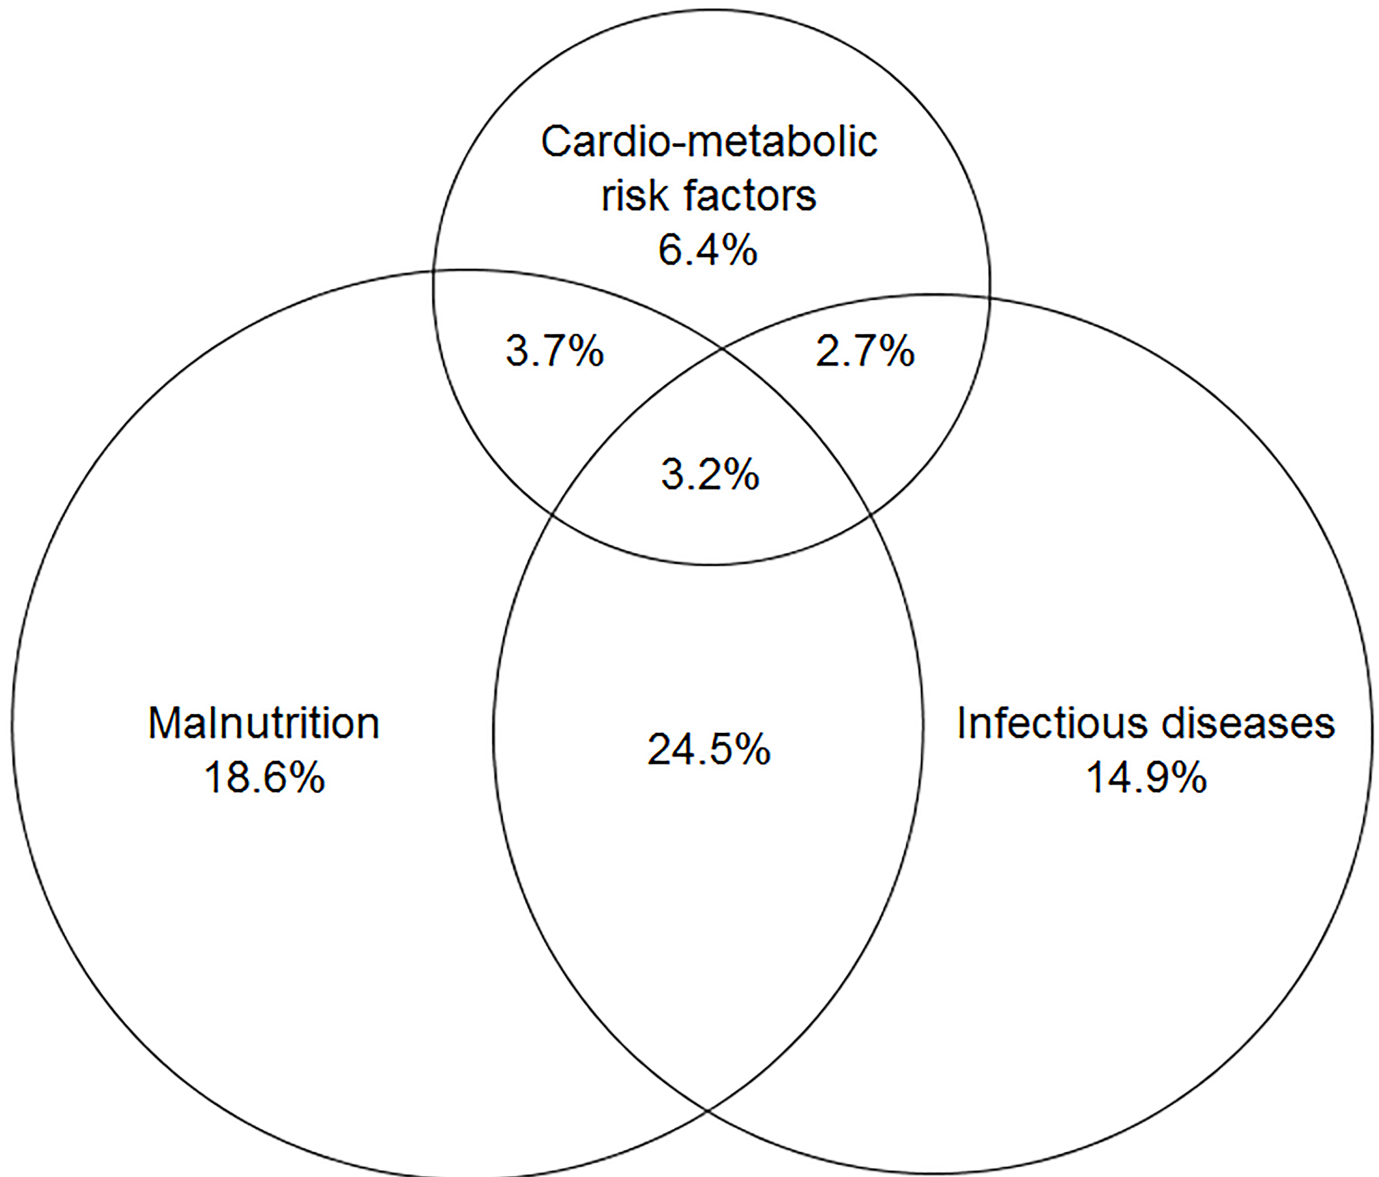 Cardio-metabolic
risk factors
6.4%
3.7%
2.7%
3.2%
Malnutrition
18.6%
24.5%
Infectious diseases
14.9%